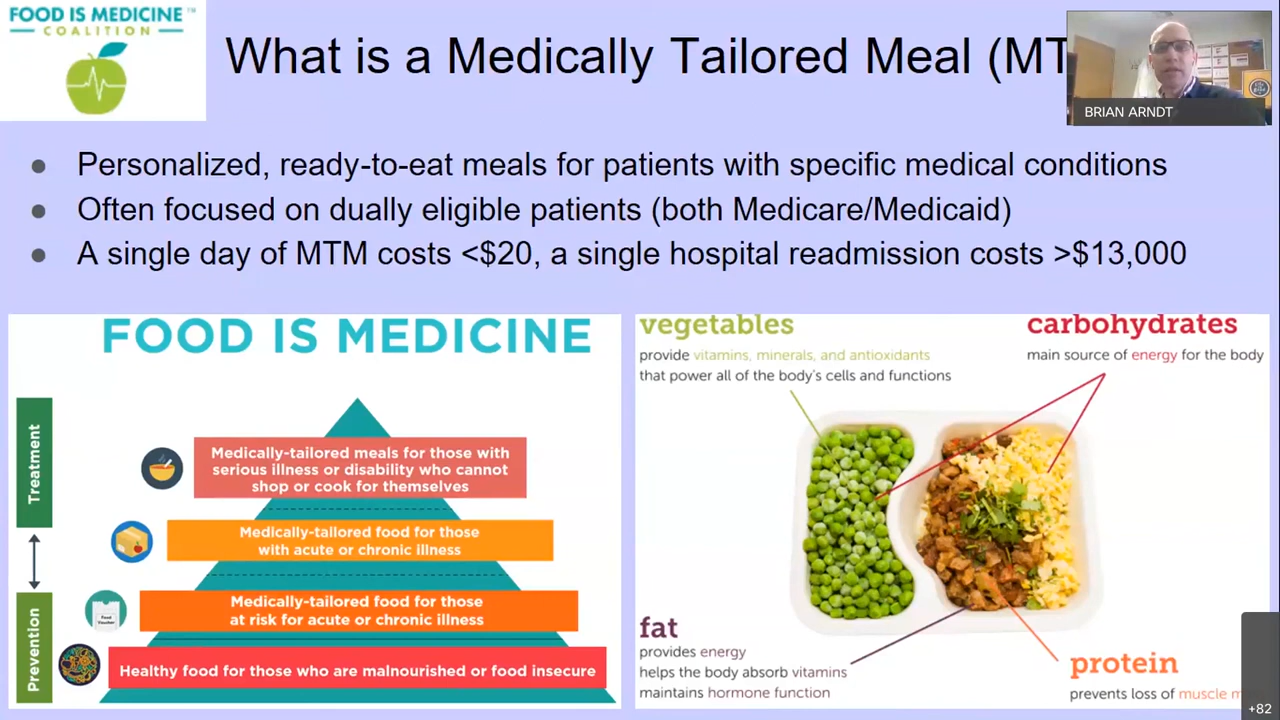 FOOD IS MEDICINE™
COALITION
What is a Medically Tailored Meal (MT
BRIAN ARNDT
● Personalized, ready-to-eat meals for patients with specific medical conditions
● Often focused on dually eligible patients (both Medicare/Medicaid)
● A single day of MTM costs <$20, a single hospital readmission costs >$13,000
FOOD IS MEDICINE
Treatment
Prevention
Medically-tailored meals for those with
serious illness or disability who cannot
shop or cook for themselves
Medically-tailored food for those
with acute or chronic illness
Food
Voucher
Medically-tailored food for those
at risk for acute or chronic illness
Healthy food for those who are malnourished or food insecure
vegetables
provide vitamins, minerals, and antioxidants
that power all of the body's cells and functions
carbohydrates
main source of energy for the body
fat
provides energy
helps the body absorb vitamins
maintains hormone function
protein
prevents loss of muscle m
+82